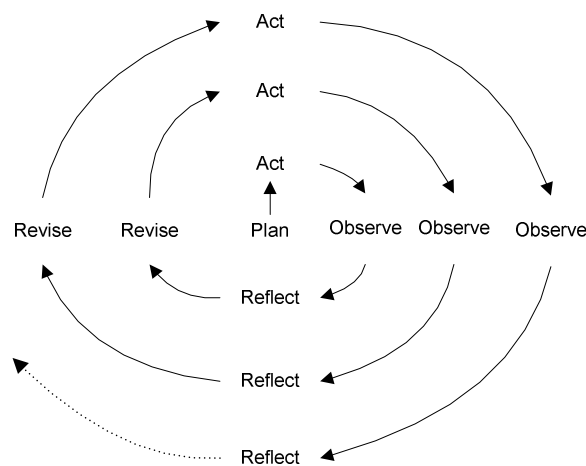 Act
Act
Act
Revise Revise Plan Observe Observe Observe
Reflect
Reflect
Reflect